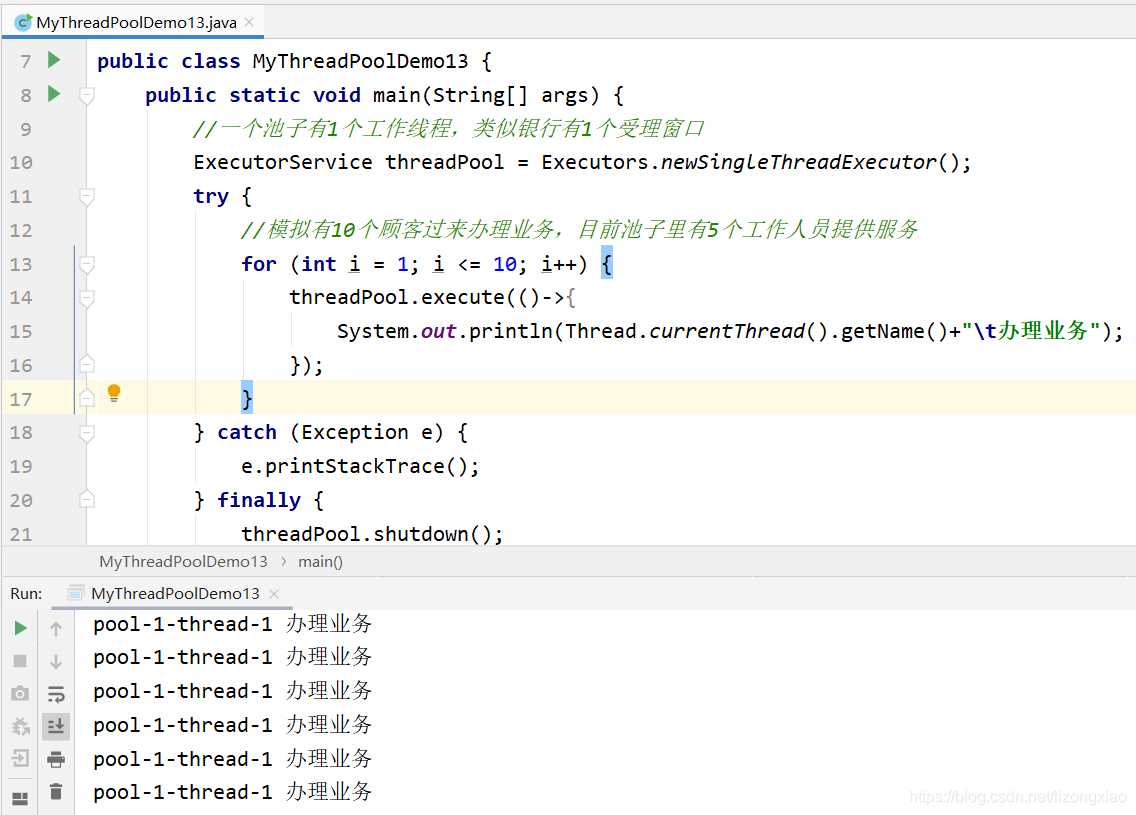 MyThreadPoolDemo13.java
7 public class MyThreadPoolDemo13 {
8 public static void main(String[] args) {
9 //一个池子有1个工作线程，类似银行有1个受理窗口
10 ExecutorService threadPool = Executors.newSingleThreadExecutor();
11 try {
12 //模拟有10个顾客过来办理业务，目前池子里有5个工作人员提供服务
13 for (int i = 1; i <= 10; i++) {
14 threadPool.execute(()->{
15 System.out.println(Thread.currentThread().getName()+"\t办理业务");
16 });
17 }
18 } catch (Exception e) {
19 e.printStackTrace();
20 } finally {
21 threadPool.shutdown();
MyThreadPoolDemo13 › main()
Run: MyThreadPoolDemo13
pool-1-thread-1 办理业务
pool-1-thread-1 办理业务
pool-1-thread-1 办理业务
pool-1-thread-1 办理业务
pool-1-thread-1 办理业务
pool-1-thread-1 办理业务
https://blog.csdn.net/lizongxiao